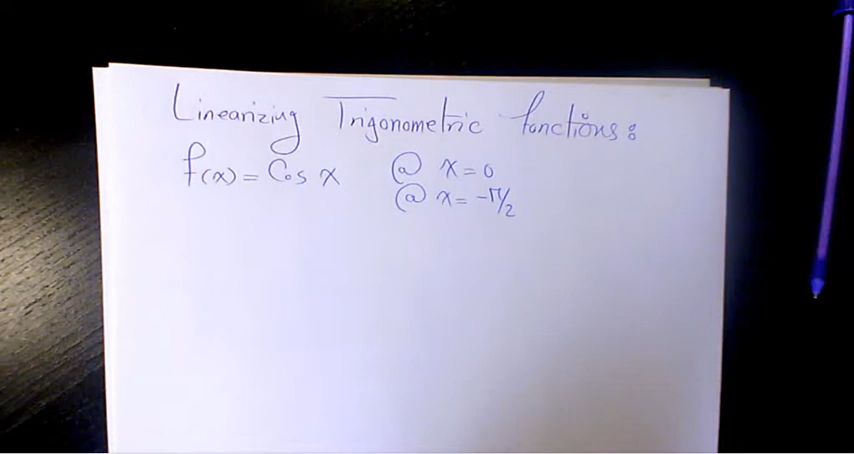 Linearizing Trigonometric functions:
f(x) = Cos x @ x = 0
@ x = -π/2